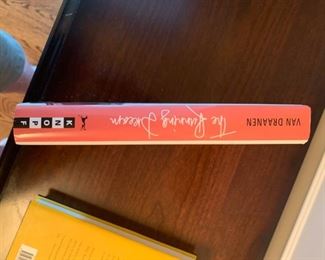 VAN DRAANEN
The Running Dream
KNOPF